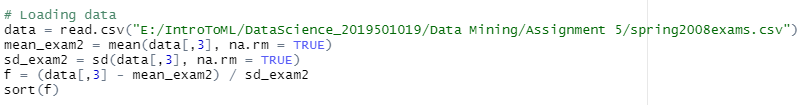 # Loading data
data = read.csv("E:/IntroToML/DataScience_2019501019/Data Mining/Assignment 5/spring2008exams.csv")
mean_exam2 = mean(data[,3], na.rm = TRUE)
sd_exam2 = sd(data[,3], na.rm = TRUE)
f = (data[,3] - mean_exam2) / sd_exam2
sort(f)